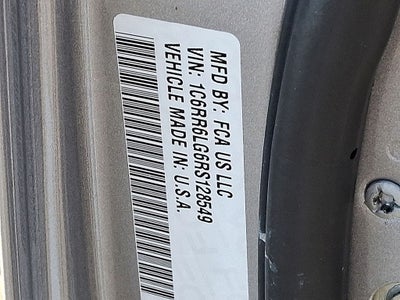 MFD BY: FCA US LLC
VIN: 1C6RR6LG6RS128549
VEHICLE MADE IN: U.S.A.